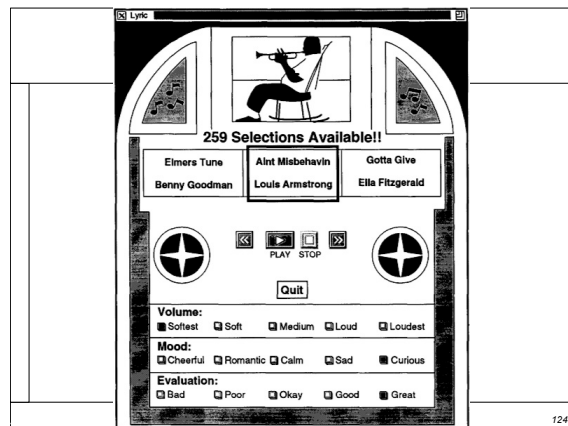 Lyric
259 Selections Available!!
Elmers Tune Aint Misbehavin Gotta Give
Benny Goodman Louis Armstrong Ella Fitzgerald
PLAY STOP
Quit
Volume:
Softest Soft Medium Loud Loudest
Mood:
Cheerful Romantic Calm Sad Curious
Evaluation:
Bad Poor Okay Good Great
124